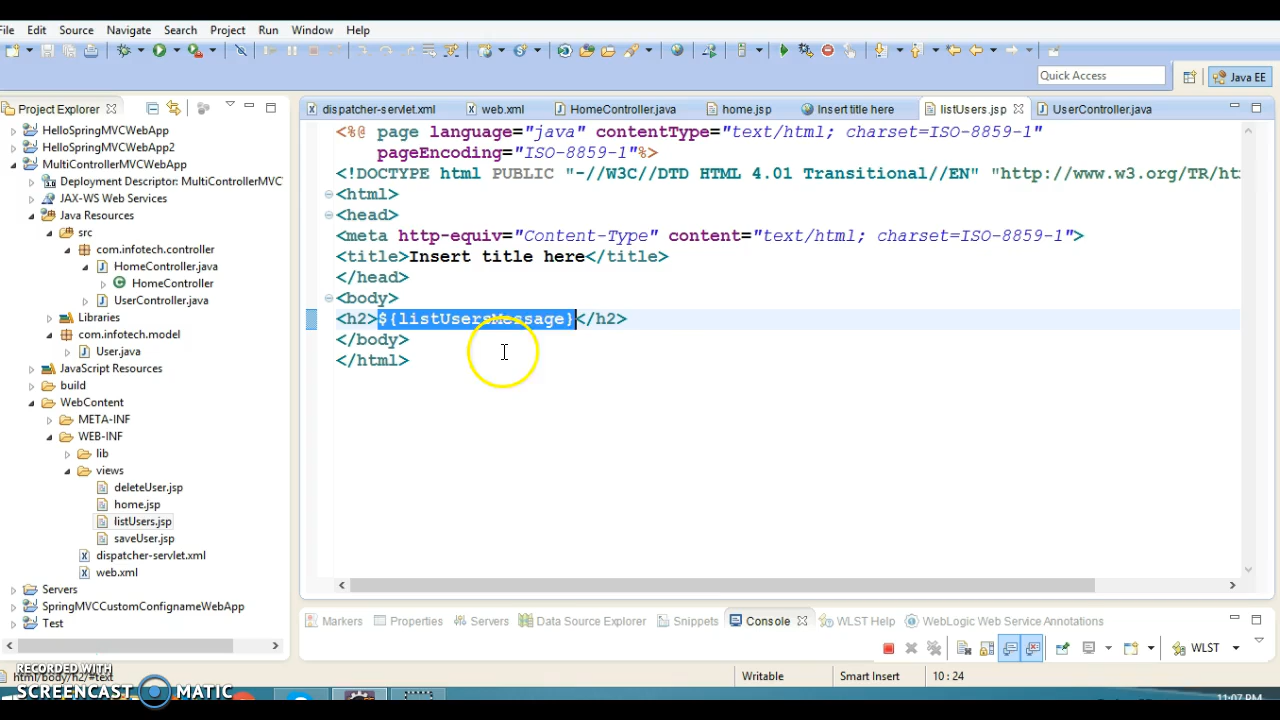 File Edit Source Navigate Search Project Run Window Help
Quick Access
Java EE
Project Explorer
HelloSpringMVCWebApp
HelloSpringMVCWebApp2
MultiControllerMVCWebApp
Deployment Descriptor: MultiControllerMVC
JAX-WS Web Services
Java Resources
src
com.infotech.controller
HomeController.java
HomeController
UserController.java
Libraries
com.infotech.model
User.java
JavaScript Resources
build
WebContent
META-INF
WEB-INF
lib
views
deleteUser.jsp
home.jsp
listUsers.jsp
saveUser.jsp
dispatcher-servlet.xml
web.xml
Servers
SpringMVCCustomConfignameWebApp
Test
dispatcher-servlet.xml web.xml HomeController.java home.jsp Insert title here listUsers.jsp UserController.java
<%@ page language="java" contentType="text/html; charset=ISO-8859-1"
pageEncoding="ISO-8859-1"%>
<!DOCTYPE html PUBLIC "-//W3C//DTD HTML 4.01 Transitional//EN" "http://www.w3.org/TR/ht
<html>
<head>
<meta http-equiv="Content-Type" content="text/html; charset=ISO-8859-1">
<title>Insert title here</title>
</head>
<body>
<h2>${listUsersMessage}</h2>
</body>
</html>
Markers Properties Servers Data Source Explorer Snippets Console WLST Help WebLogic Web Service Annotations
WLST
html/body/h2/#text
Writable Smart Insert 10 : 24
RECORDED WITH
SCREENCAST MATIC
11:07 PM